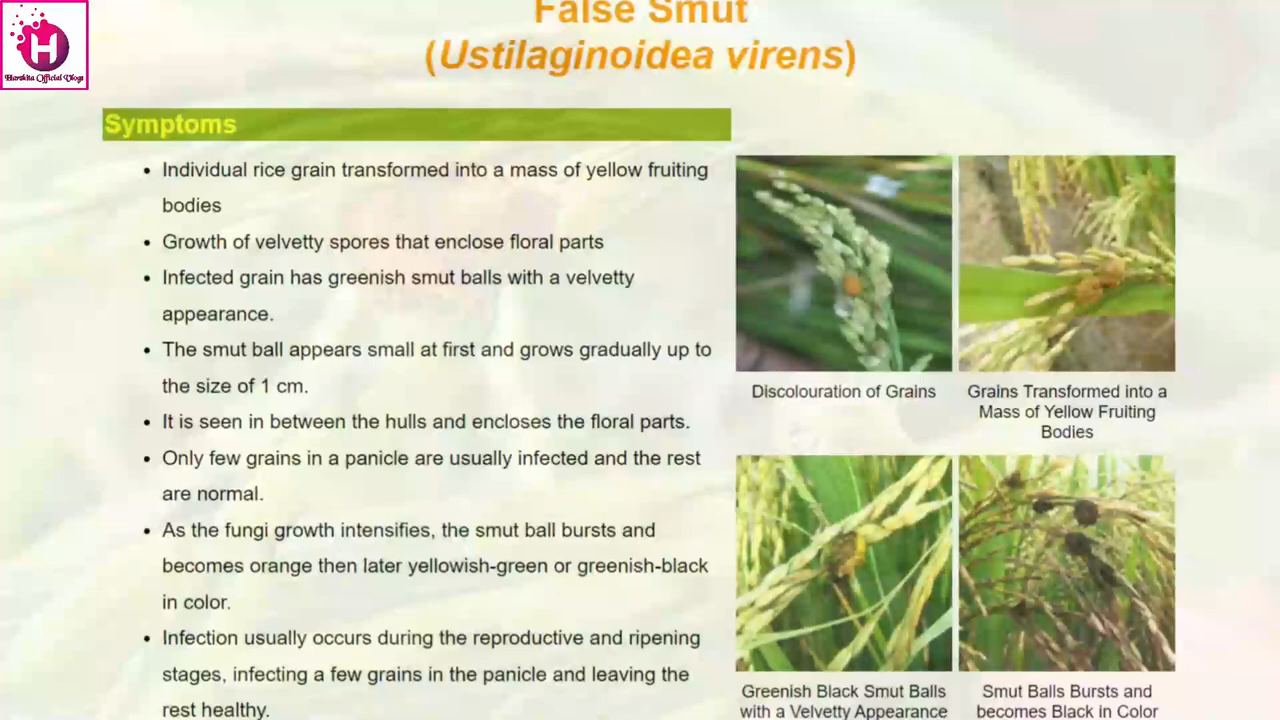 H
Harshita Official Vlogs
False Smut
(Ustilaginoidea virens)
Symptoms
• Individual rice grain transformed into a mass of yellow fruiting
bodies
• Growth of velvetty spores that enclose floral parts
• Infected grain has greenish smut balls with a velvetty
appearance.
• The smut ball appears small at first and grows gradually up to
the size of 1 cm.
• It is seen in between the hulls and encloses the floral parts.
• Only few grains in a panicle are usually infected and the rest
are normal.
• As the fungi growth intensifies, the smut ball bursts and
becomes orange then later yellowish-green or greenish-black
in color.
• Infection usually occurs during the reproductive and ripening
stages, infecting a few grains in the panicle and leaving the
rest healthy.
Discolouration of Grains
Grains Transformed into a
Mass of Yellow Fruiting
Bodies
Greenish Black Smut Balls
with a Velvetty Appearance
Smut Balls Bursts and
becomes Black in Color